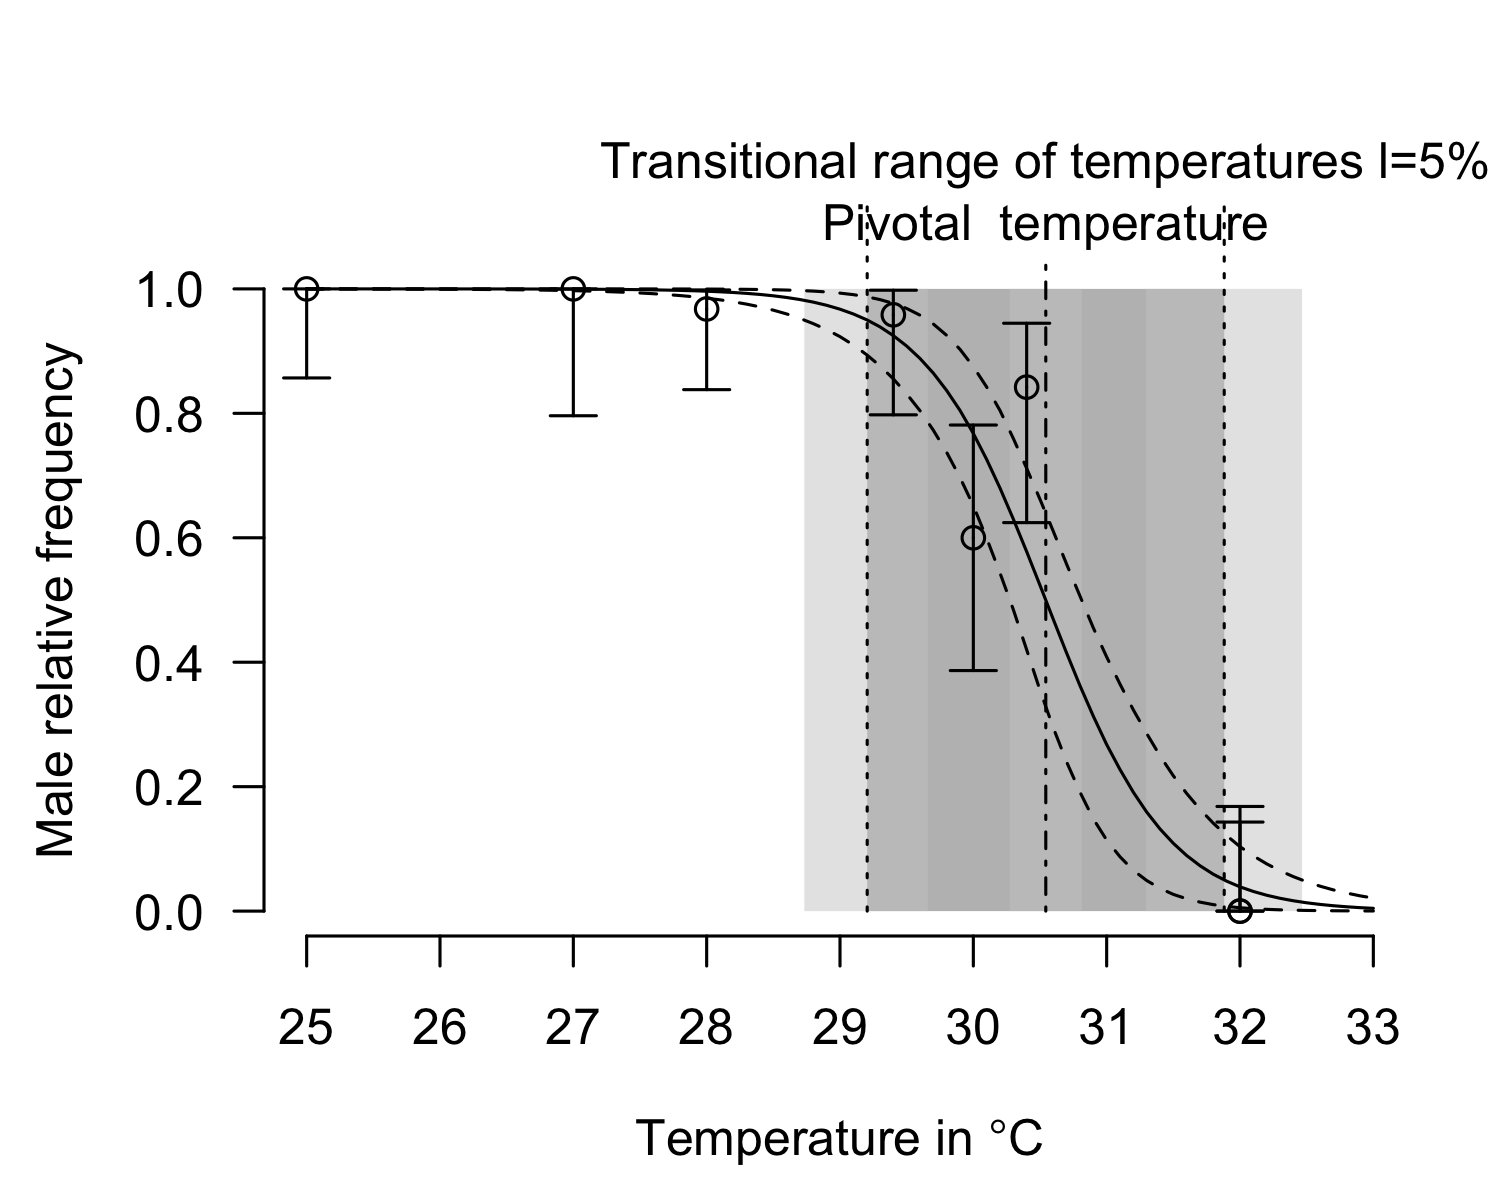 Transitional range of temperatures l=5%
Pivotal  temperature
1.0
0.8
0.6
0.4
0.2
0.0
Male relative frequency
25 26 27 28 29 30 31 32 33
Temperature in °C